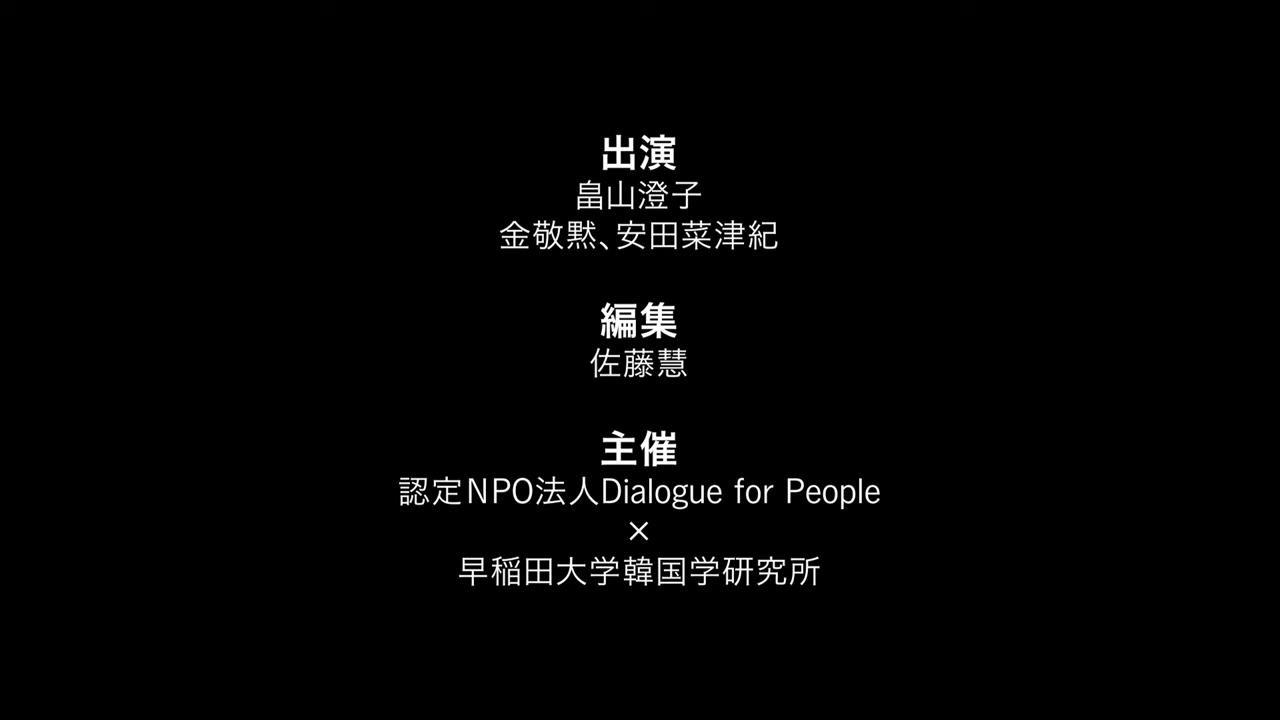 出演
畠山澄子
金敬黙、安田菜津紀
編集
佐藤慧
主催
認定NPO法人Dialogue for People
×
早稲田大学韓国学研究所